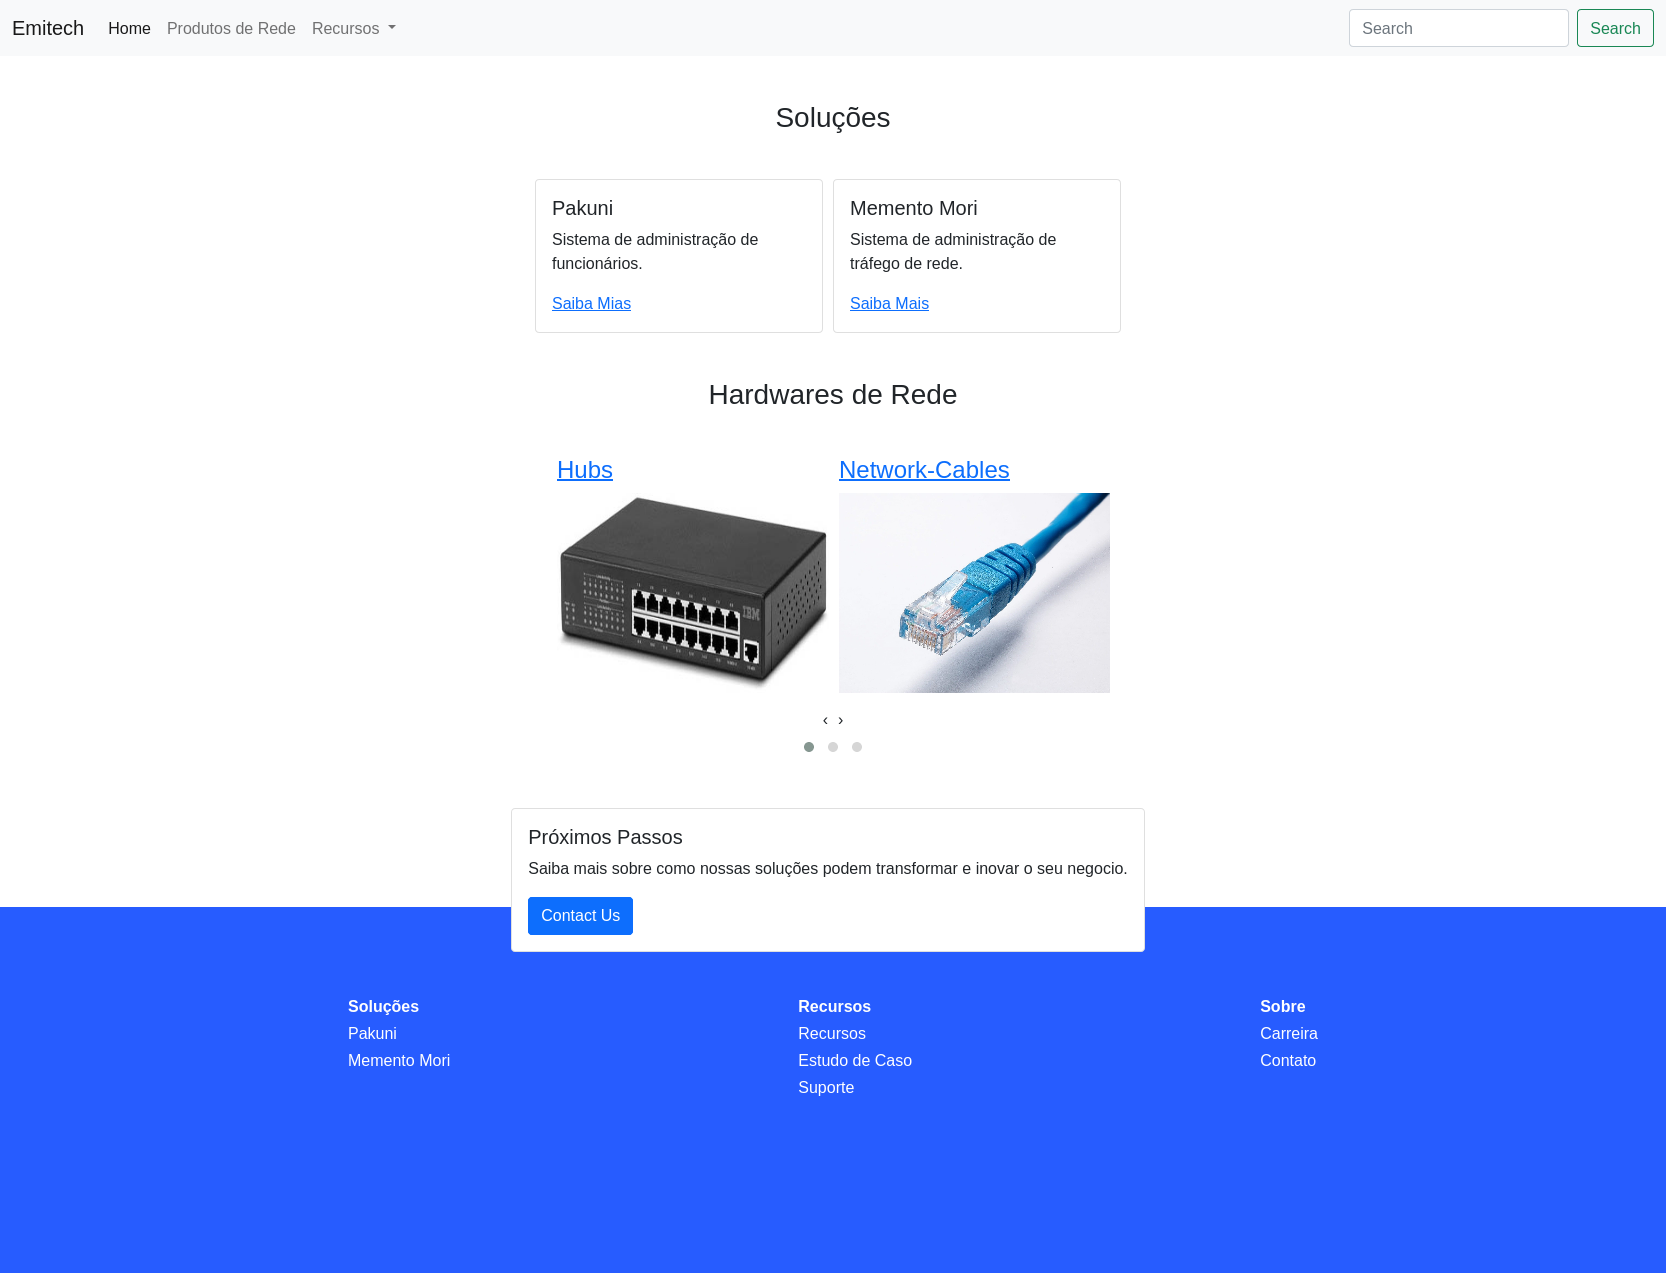 Emitech Home Produtos de Rede Recursos Search Search
Soluções
Pakuni
Sistema de administração de
funcionários.
Saiba Mias
Memento Mori
Sistema de administração de
tráfego de rede.
Saiba Mais
Hardwares de Rede
Hubs
IBM
Network-Cables
‹ ›
Próximos Passos
Saiba mais sobre como nossas soluções podem transformar e inovar o seu negocio.
Contact Us
Soluções
Pakuni
Memento Mori
Recursos
Recursos
Estudo de Caso
Suporte
Sobre
Carreira
Contato